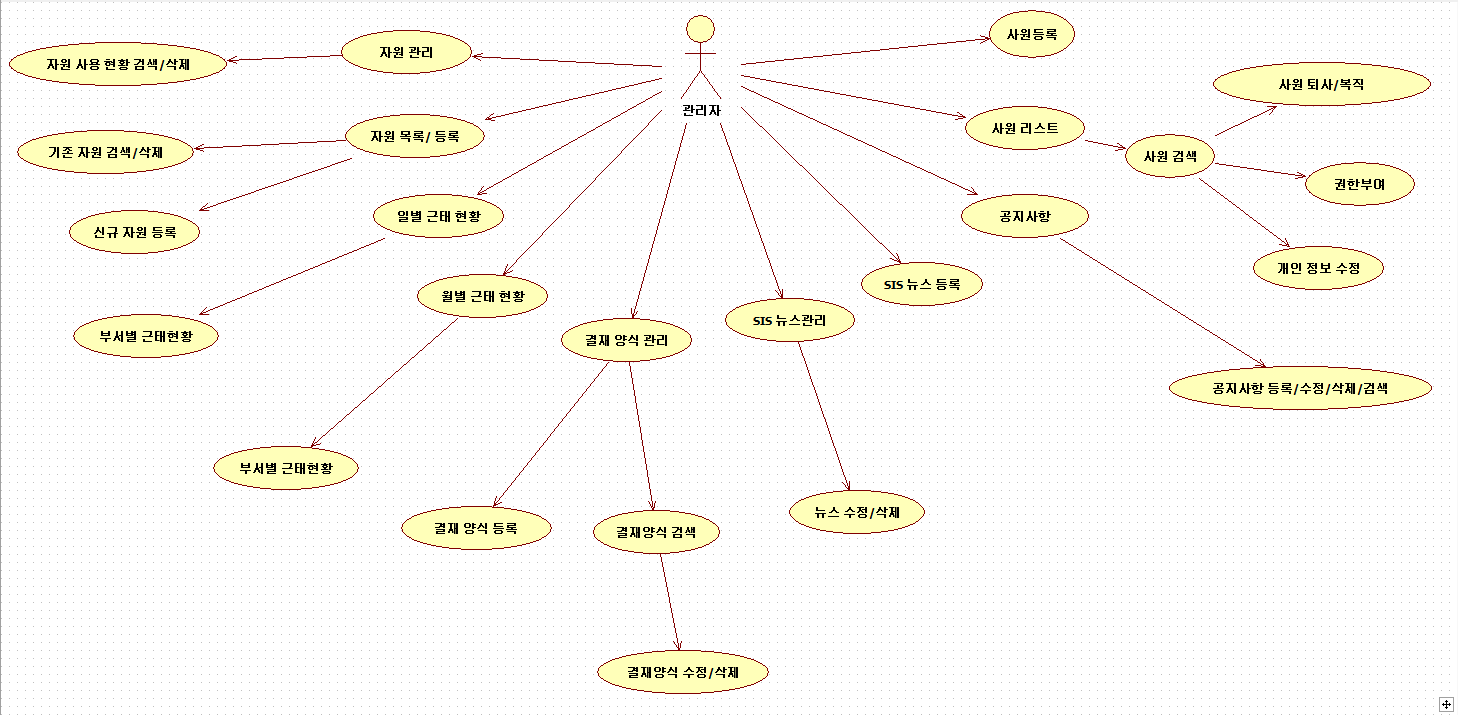 사원등록
자원 관리
자원 사용 현황 검색/삭제
사원 퇴사/복직
관리자
사원 리스트
자원 목록/ 등록
기존 자원 검색/삭제
사원 검색
권한부여
일별 근태 현황
공지사항
신규 자원 등록
개인 정보 수정
SIS 뉴스 등록
월별 근태 현황
SIS 뉴스관리
부서별 근태현황
결재 양식 관리
공지사항 등록/수정/삭제/검색
부서별 근태현황
뉴스 수정/삭제
결재 양식 등록
결재양식 검색
결재양식 수정/삭제